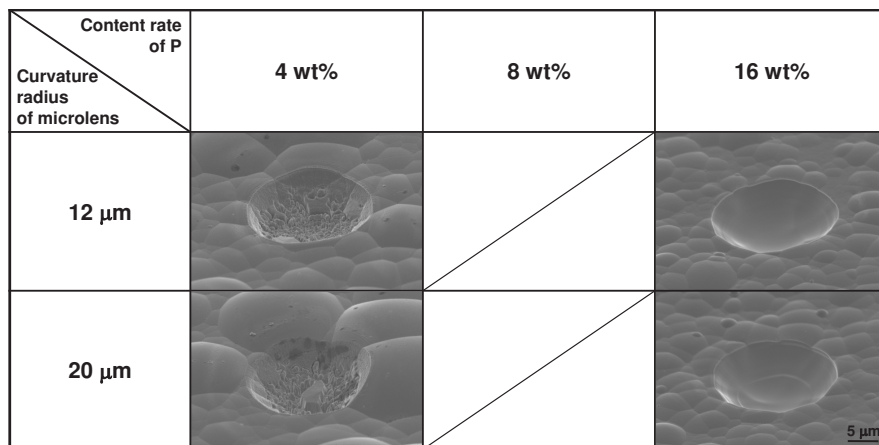 Content rate
of P
Curvature
radius
of microlens
4 wt%
8 wt%
16 wt%
12 μm
20 μm
5 μm